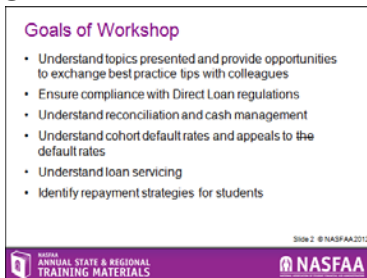 Goals of Workshop
• Understand topics presented and provide opportunities
to exchange best practice tips with colleagues
• Ensure compliance with Direct Loan regulations
• Understand reconciliation and cash management
• Understand cohort default rates and appeals to the
default rates
• Understand loan servicing
• Identify repayment strategies for students
Slide 2 © NASFAA 2012
NASFAA
ANNUAL STATE & REGIONAL
TRAINING MATERIALS
NASFAA